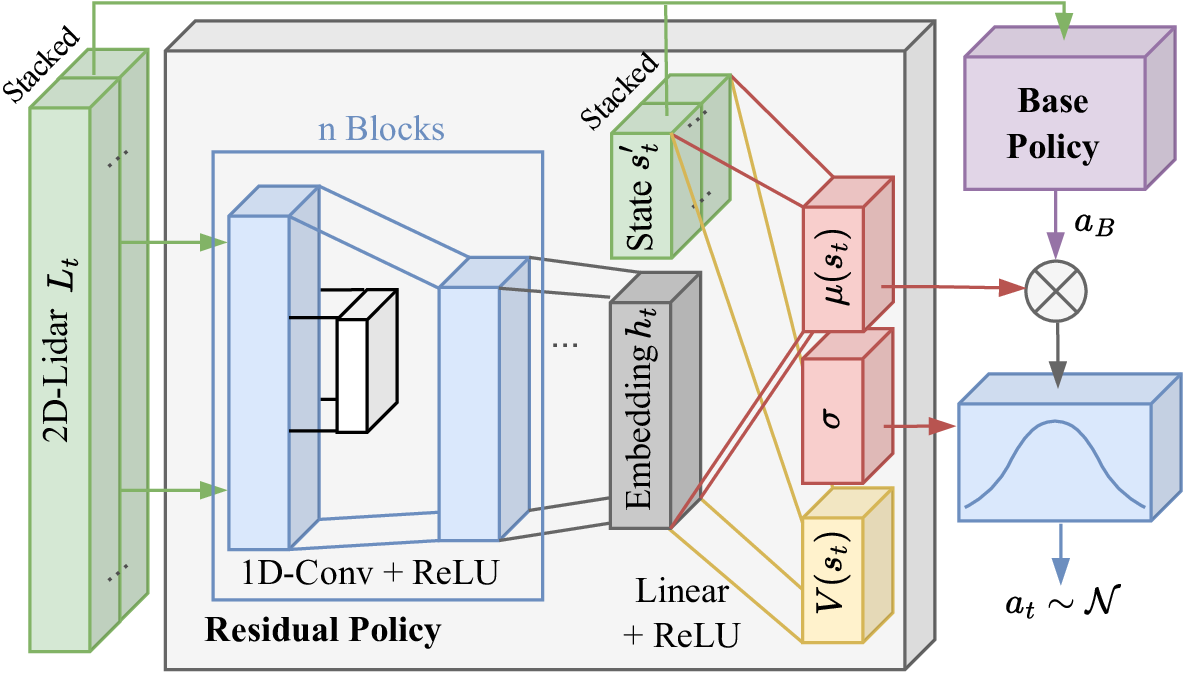 Stacked
2D-Lidar $L_t$
...
...
n Blocks
1D-Conv + ReLU
Residual Policy
...
Embedding $h_t$
Stacked
State $s'_t$
...
...
Linear
+ ReLU
$\mu(s_t)$
$\sigma$
$V(s_t)$
Base
Policy
$a_B$
$a_t \sim \mathcal{N}$